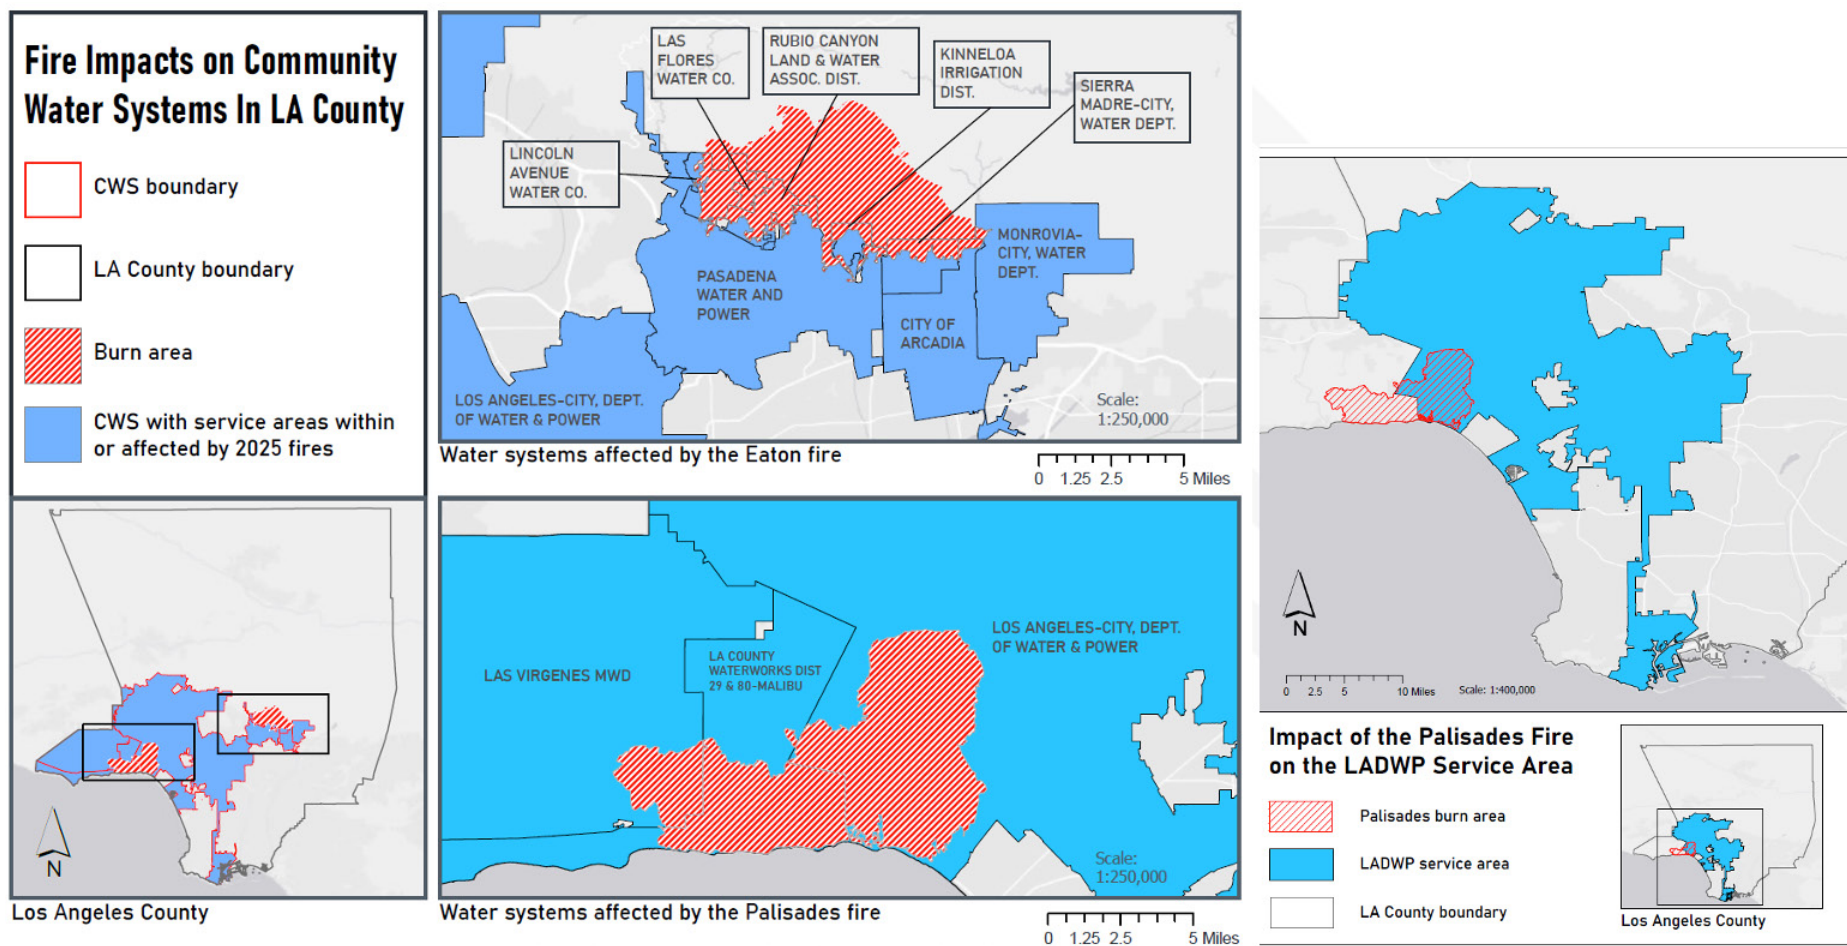 Fire Impacts on Community
Water Systems In LA County
CWS boundary
LA County boundary
Burn area
CWS with service areas within
or affected by 2025 fires
N
Los Angeles County
LAS
FLORES
WATER CO.
RUBIO CANYON
LAND & WATER
ASSOC. DIST.
KINNELOA
IRRIGATION
DIST.
SIERRA
MADRE-CITY,
WATER DEPT.
LINCOLN
AVENUE
WATER CO.
MONROVIA-
CITY, WATER
DEPT.
PASADENA
WATER AND
POWER
CITY OF
ARCADIA
LOS ANGELES-CITY, DEPT.
OF WATER & POWER
Scale:
1:250,000
Water systems affected by the Eaton fire
0 1.25 2.5 5 Miles
LAS VIRGENES MWD
LA COUNTY
WATERWORKS DIST
29 & 80-MALIBU
LOS ANGELES-CITY, DEPT.
OF WATER & POWER
Scale:
1:250,000
Water systems affected by the Palisades fire
0 1.25 2.5 5 Miles
N
0 2.5 5 10 Miles
Scale: 1:400,000
Impact of the Palisades Fire
on the LADWP Service Area
Palisades burn area
LADWP service area
LA County boundary
Los Angeles County